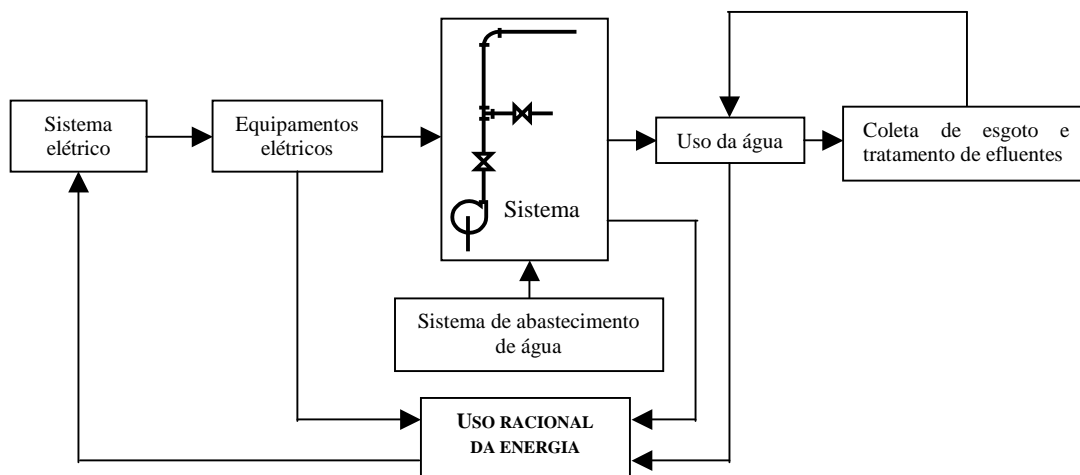 Sistema
elétrico
Equipamentos
elétricos
Sistema
Uso da água
Coleta de esgoto e
tratamento de efluentes
Sistema de abastecimento
de água
USO RACIONAL
DA ENERGIA